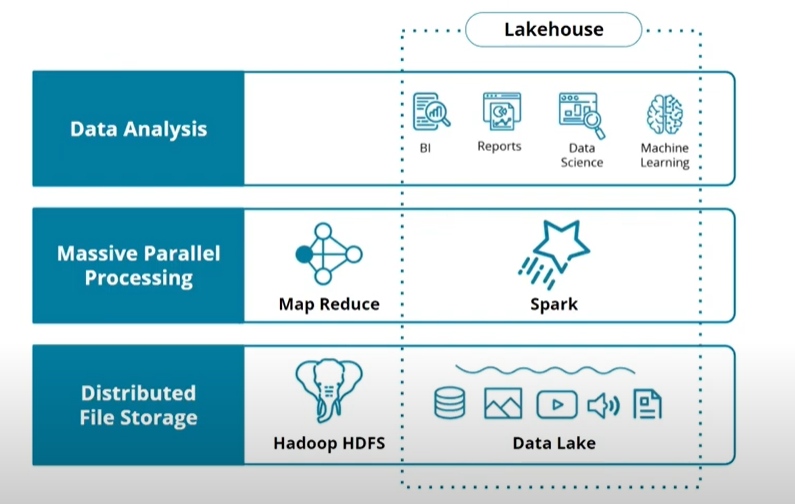 Lakehouse
Data Analysis
BI
Reports
Data
Science
Machine
Learning
Massive Parallel
Processing
Map Reduce
Spark
Distributed
File Storage
Hadoop HDFS
Data Lake